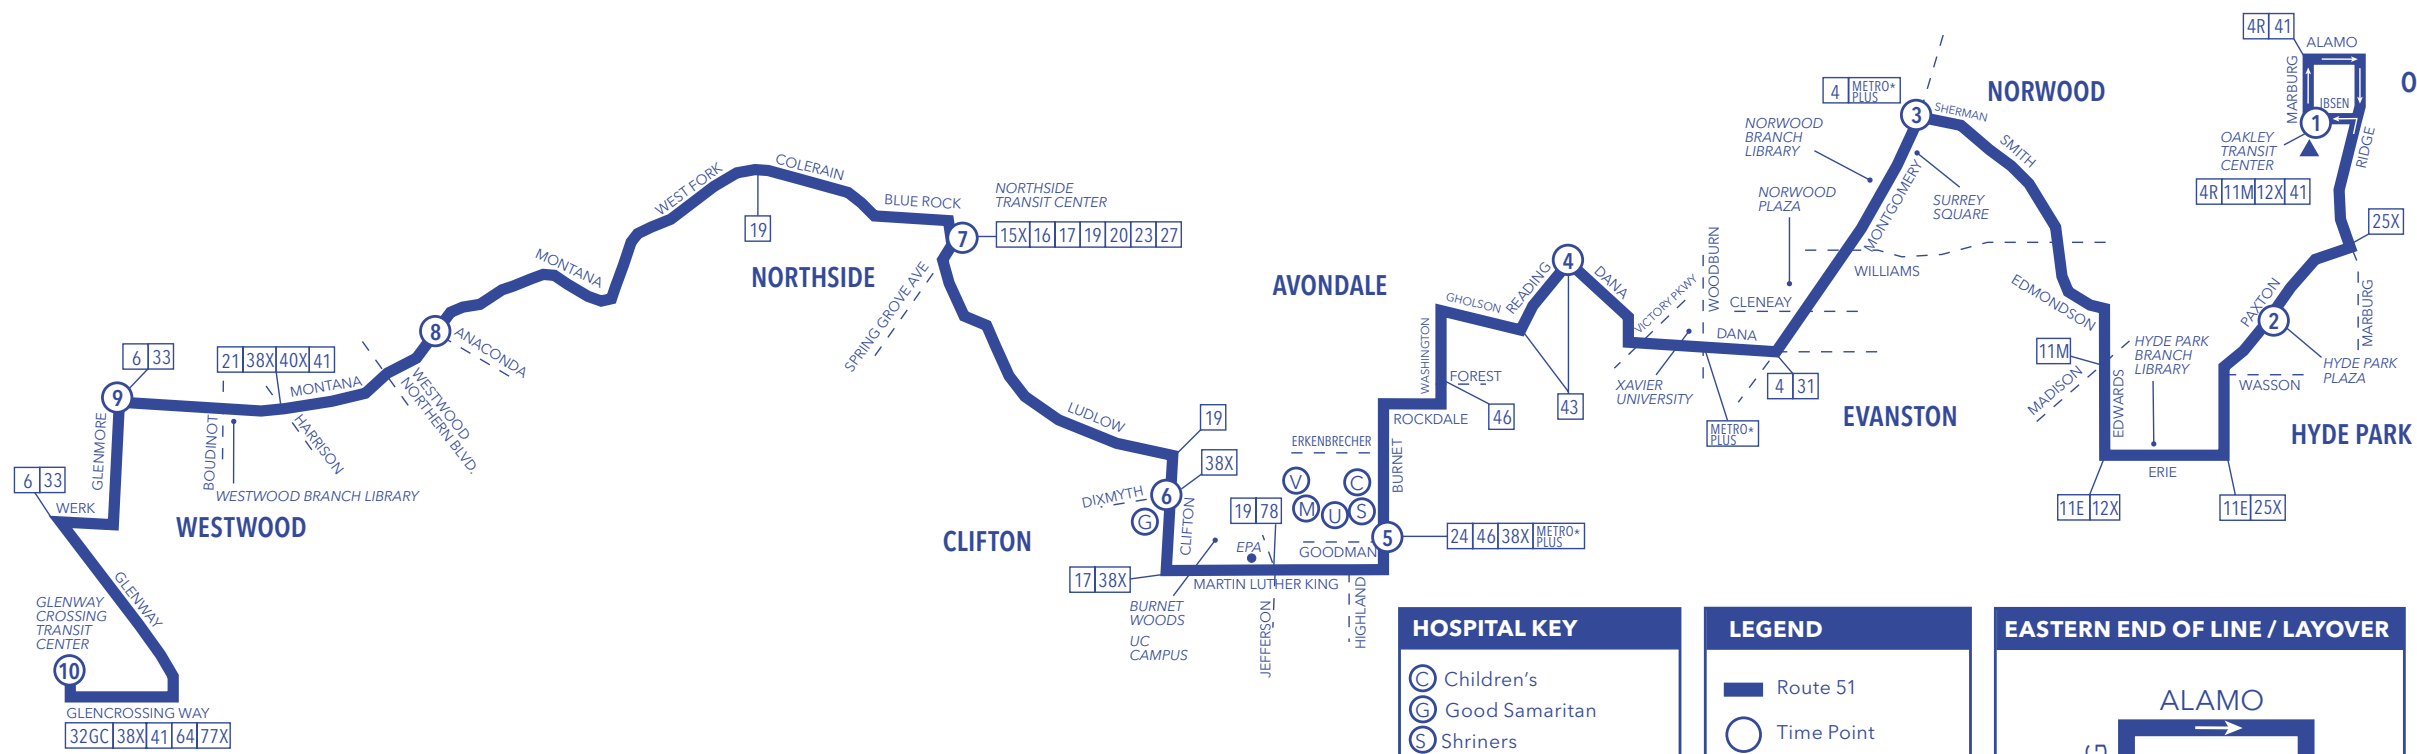 4R 41
ALAMO
MARBURG
IBSEN
1
OAKLEY
TRANSIT
CENTER
4R 11M 12X 41
RIDGE
O
25X
MARBURG
PAXTON
2
HYDE PARK
PLAZA
WASSON
HYDE PARK
11E 25X
ERIE
11E 12X
HYDE PARK
BRANCH
LIBRARY
EDWARDS
MADISON
11M
EDMONDSON
SMITH
SHERMAN
NORWOOD
3
4 METRO*
PLUS
NORWOOD
BRANCH
LIBRARY
SURREY
SQUARE
MONTGOMERY
NORWOOD
PLAZA
WILLIAMS
CLENEAY
WOODBURN
DANA
4 31
EVANSTON
METRO*
PLUS
XAVIER
UNIVERSITY
VICTORY PKWY
DANA
4
READING
43
GHOLSON
AVONDALE
WASHINGTON
FOREST
46
ROCKDALE
BURNET
ERKENBRECHER
V
C
M
U
S
5
24 46 38X METRO*
PLUS
GOODMAN
19 78
EPA
MARTIN LUTHER KING
HIGHLAND
JEFFERSON
BURNET
WOODS
UC
CAMPUS
17 38X
CLIFTON
CLIFTON
DIXMYTH
G
6
38X
19
LUDLOW
SPRING GROVE AVE
7
NORTHSIDE
TRANSIT CENTER
15X 16 17 19 20 23 27
BLUE ROCK
COLERAIN
NORTHSIDE
19
WEST FORK
MONTANA
8
ANACONDA
WESTWOOD
NORTHERN BLVD.
MONTANA
21 38X 40X 41
HARRISON
BOUDINOT
WESTWOOD BRANCH LIBRARY
WESTWOOD
6 33
9
GLENMORE
6 33
WERK
GLENWAY
GLENWAY
CROSSING
TRANSIT
CENTER
10
GLENCROSSING WAY
32GC 38X 41 64 77X
HOSPITAL KEY
C Children's
G Good Samaritan
S Shriners
LEGEND
Route 51
Time Point
EASTERN END OF LINE / LAYOVER
ALAMO
G